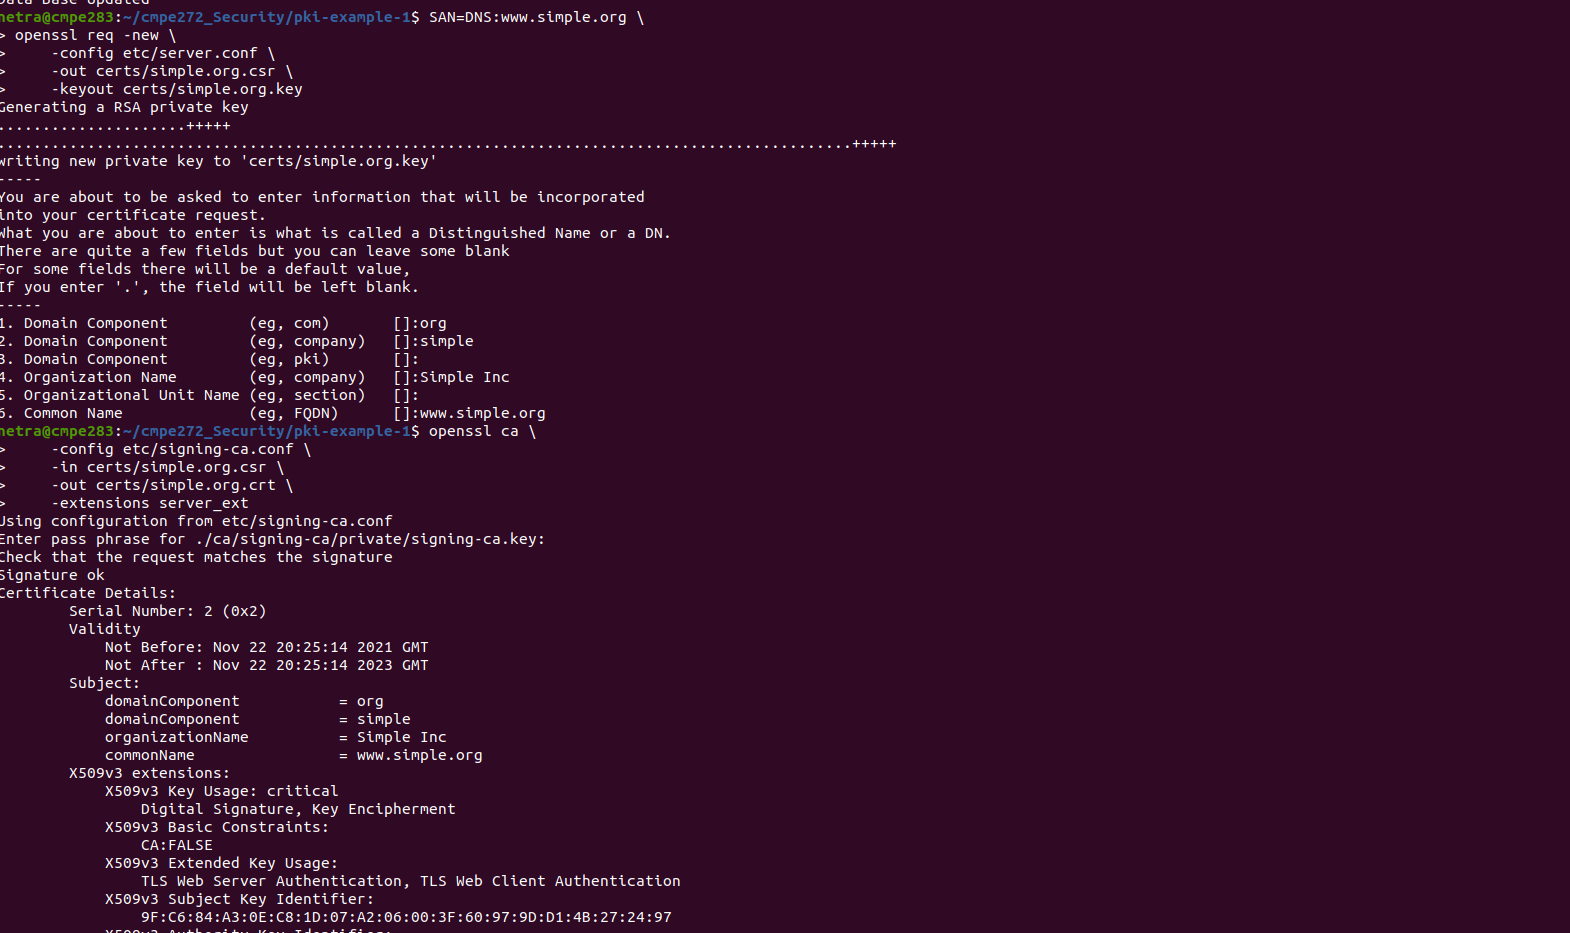 Data Base Updated
netra@cmpe283:~/cmpe272_Security/pki-example-1$ SAN=DNS:www.simple.org \
> openssl req -new \
>     -config etc/server.conf \
>     -out certs/simple.org.csr \
>     -keyout certs/simple.org.key
Generating a RSA private key
.....................+++++
...............................................................................................+++++
writing new private key to 'certs/simple.org.key'
-----
You are about to be asked to enter information that will be incorporated
into your certificate request.
What you are about to enter is what is called a Distinguished Name or a DN.
There are quite a few fields but you can leave some blank
For some fields there will be a default value,
If you enter '.', the field will be left blank.
-----
1. Domain Component         (eg, com)       []:org
2. Domain Component         (eg, company)   []:simple
3. Domain Component         (eg, pki)       []:
4. Organization Name        (eg, company)   []:Simple Inc
5. Organizational Unit Name (eg, section)   []:
6. Common Name              (eg, FQDN)      []:www.simple.org
netra@cmpe283:~/cmpe272_Security/pki-example-1$ openssl ca \
>     -config etc/signing-ca.conf \
>     -in certs/simple.org.csr \
>     -out certs/simple.org.crt \
>     -extensions server_ext
Using configuration from etc/signing-ca.conf
Enter pass phrase for ./ca/signing-ca/private/signing-ca.key:
Check that the request matches the signature
Signature ok
Certificate Details:
        Serial Number: 2 (0x2)
        Validity
            Not Before: Nov 22 20:25:14 2021 GMT
            Not After : Nov 22 20:25:14 2023 GMT
        Subject:
            domainComponent           = org
            domainComponent           = simple
            organizationName          = Simple Inc
            commonName                = www.simple.org
        X509v3 extensions:
            X509v3 Key Usage: critical
                Digital Signature, Key Encipherment
            X509v3 Basic Constraints:
                CA:FALSE
            X509v3 Extended Key Usage:
                TLS Web Server Authentication, TLS Web Client Authentication
            X509v3 Subject Key Identifier:
                9F:C6:84:A3:0E:C8:1D:07:A2:06:00:3F:60:97:9D:D1:4B:27:24:97
            X509v3 Authority Key Identifier: